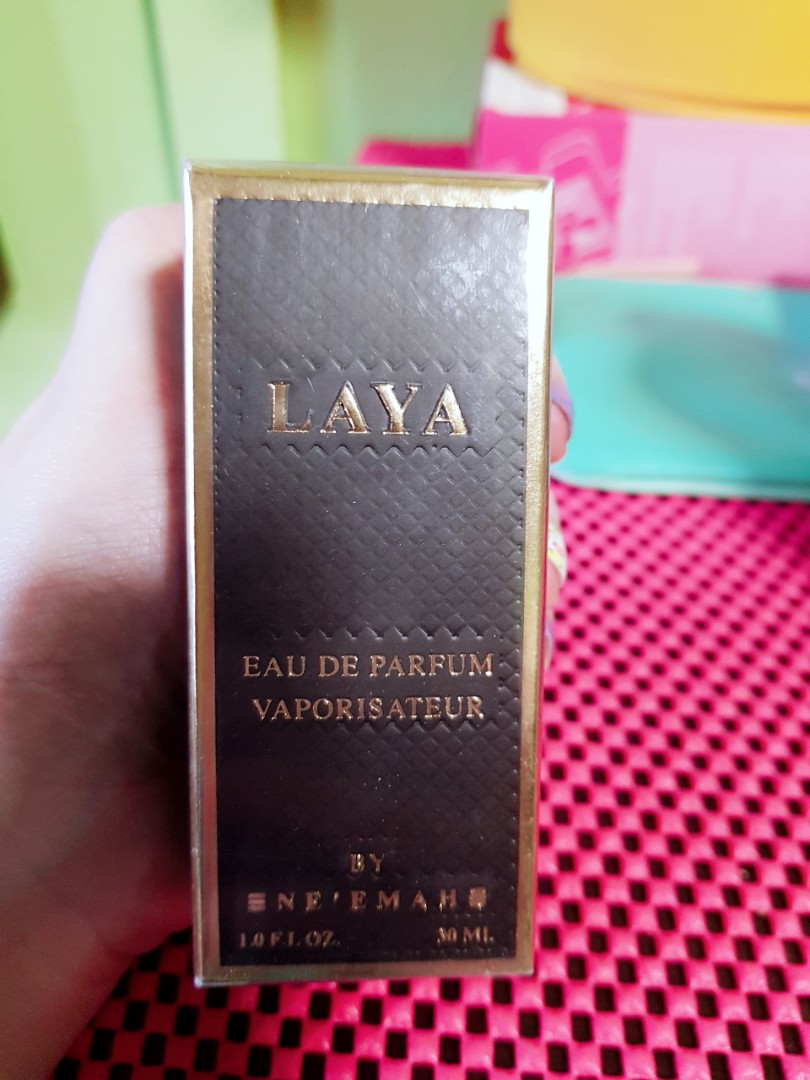 LAYA
EAU DE PARFUM
VAPORISATEUR
BY
NE'EMAH
1.0 FL OZ.
30 ML